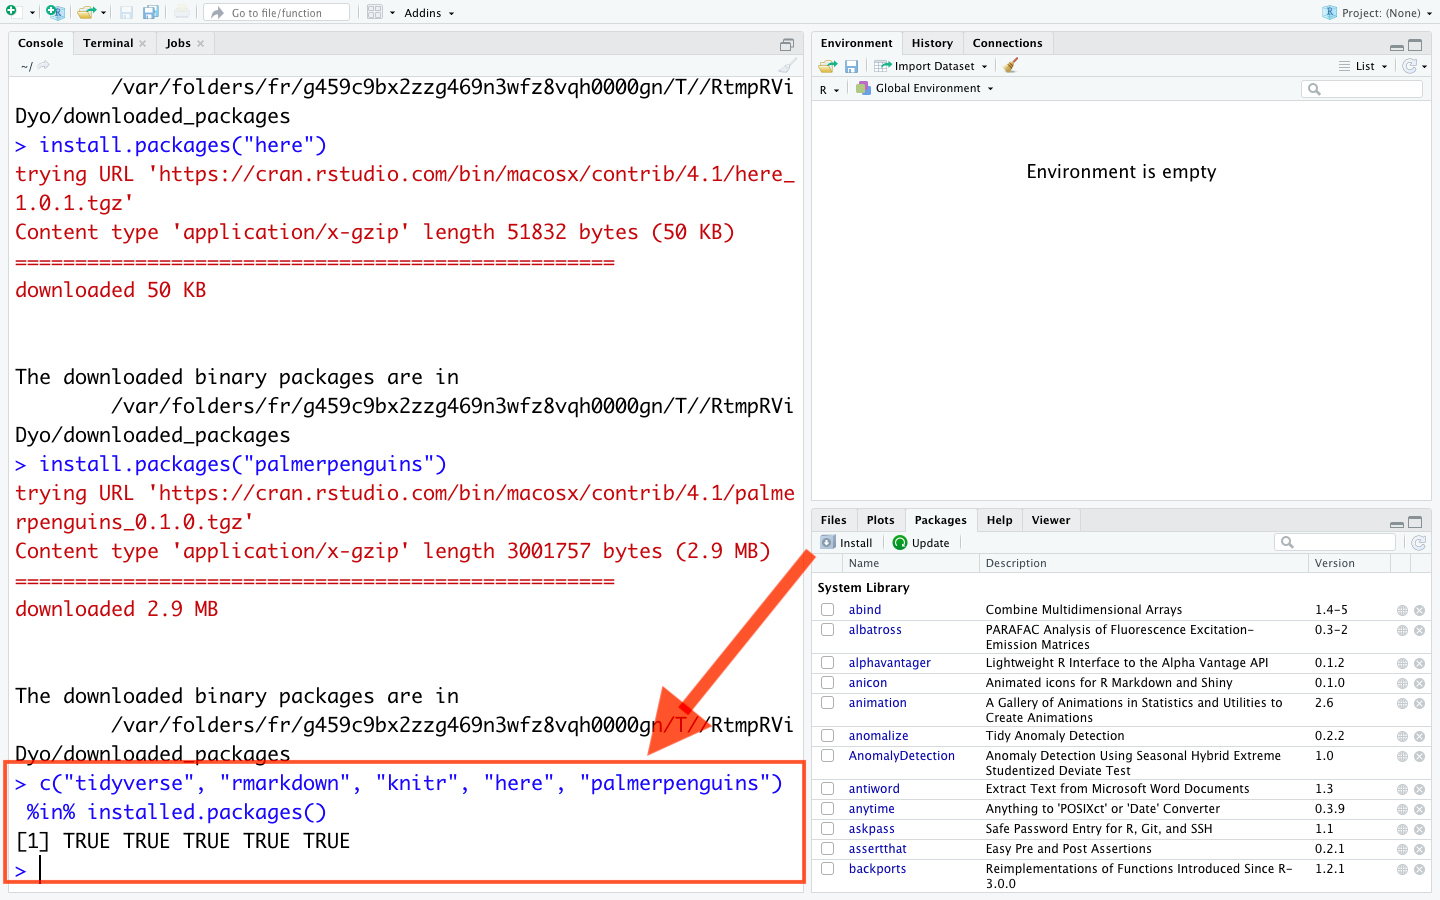 Go to file/function
Addins
Project: (None)
Console
Terminal
Jobs
~/
/var/folders/fr/g459c9bx2zzg469n3wfz8vqh0000gn/T//RtmpRVi
Dyo/downloaded_packages
> install.packages("here")
trying URL 'https://cran.rstudio.com/bin/macosx/contrib/4.1/here_
1.0.1.tgz'
Content type 'application/x-gzip' length 51832 bytes (50 KB)
==================================================
downloaded 50 KB
The downloaded binary packages are in
/var/folders/fr/g459c9bx2zzg469n3wfz8vqh0000gn/T//RtmpRVi
Dyo/downloaded_packages
> install.packages("palmerpenguins")
trying URL 'https://cran.rstudio.com/bin/macosx/contrib/4.1/palme
rpenguins_0.1.0.tgz'
Content type 'application/x-gzip' length 3001757 bytes (2.9 MB)
==================================================
downloaded 2.9 MB
The downloaded binary packages are in
/var/folders/fr/g459c9bx2zzg469n3wfz8vqh0000gn/T//RtmpRVi
Dyo/downloaded_packages
> c("tidyverse", "rmarkdown", "knitr", "here", "palmerpenguins")
%in% installed.packages()
[1] TRUE TRUE TRUE TRUE TRUE
>
Environment
History
Connections
Import Dataset
List
R
Global Environment
Environment is empty
Files
Plots
Packages
Help
Viewer
Install
Update
Name Description Version
System Library
abind Combine Multidimensional Arrays 1.4-5
albatross PARAFAC Analysis of Fluorescence Excitation- 0.3-2
Emission Matrices
alphavantager Lightweight R Interface to the Alpha Vantage API 0.1.2
anicon Animated icons for R Markdown and Shiny 0.1.0
animation A Gallery of Animations in Statistics and Utilities to 2.6
Create Animations
anomalize Tidy Anomaly Detection 0.2.2
AnomalyDetection Anomaly Detection Using Seasonal Hybrid Extreme 1.0
Studentized Deviate Test
antiword Extract Text from Microsoft Word Documents 1.3
anytime Anything to 'POSIXct' or 'Date' Converter 0.3.9
askpass Safe Password Entry for R, Git, and SSH 1.1
assertthat Easy Pre and Post Assertions 0.2.1
backports Reimplementations of Functions Introduced Since R- 1.2.1
3.0.0